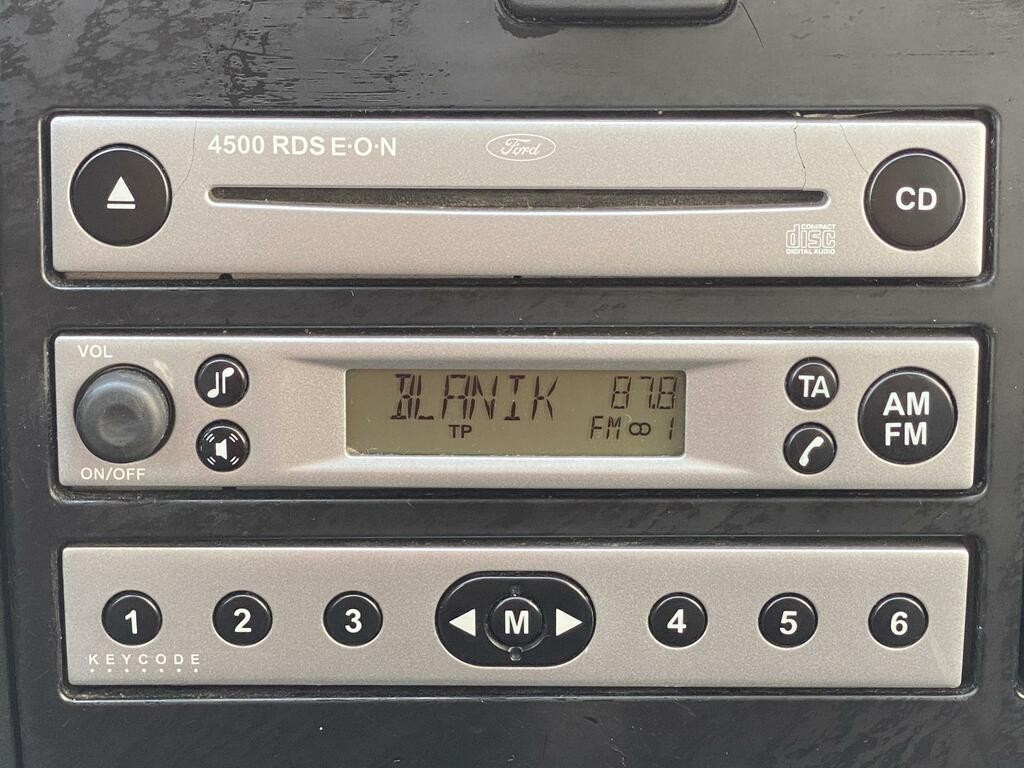 4500 RDS E·O·N
Ford
CD
COMPACT
disc
DIGITAL AUDIO
VOL
ON/OFF
BLANIK 87.8
TP FM ∞ 1
TA
AM
FM
1 2 3 M 4 5 6
KEYCODE